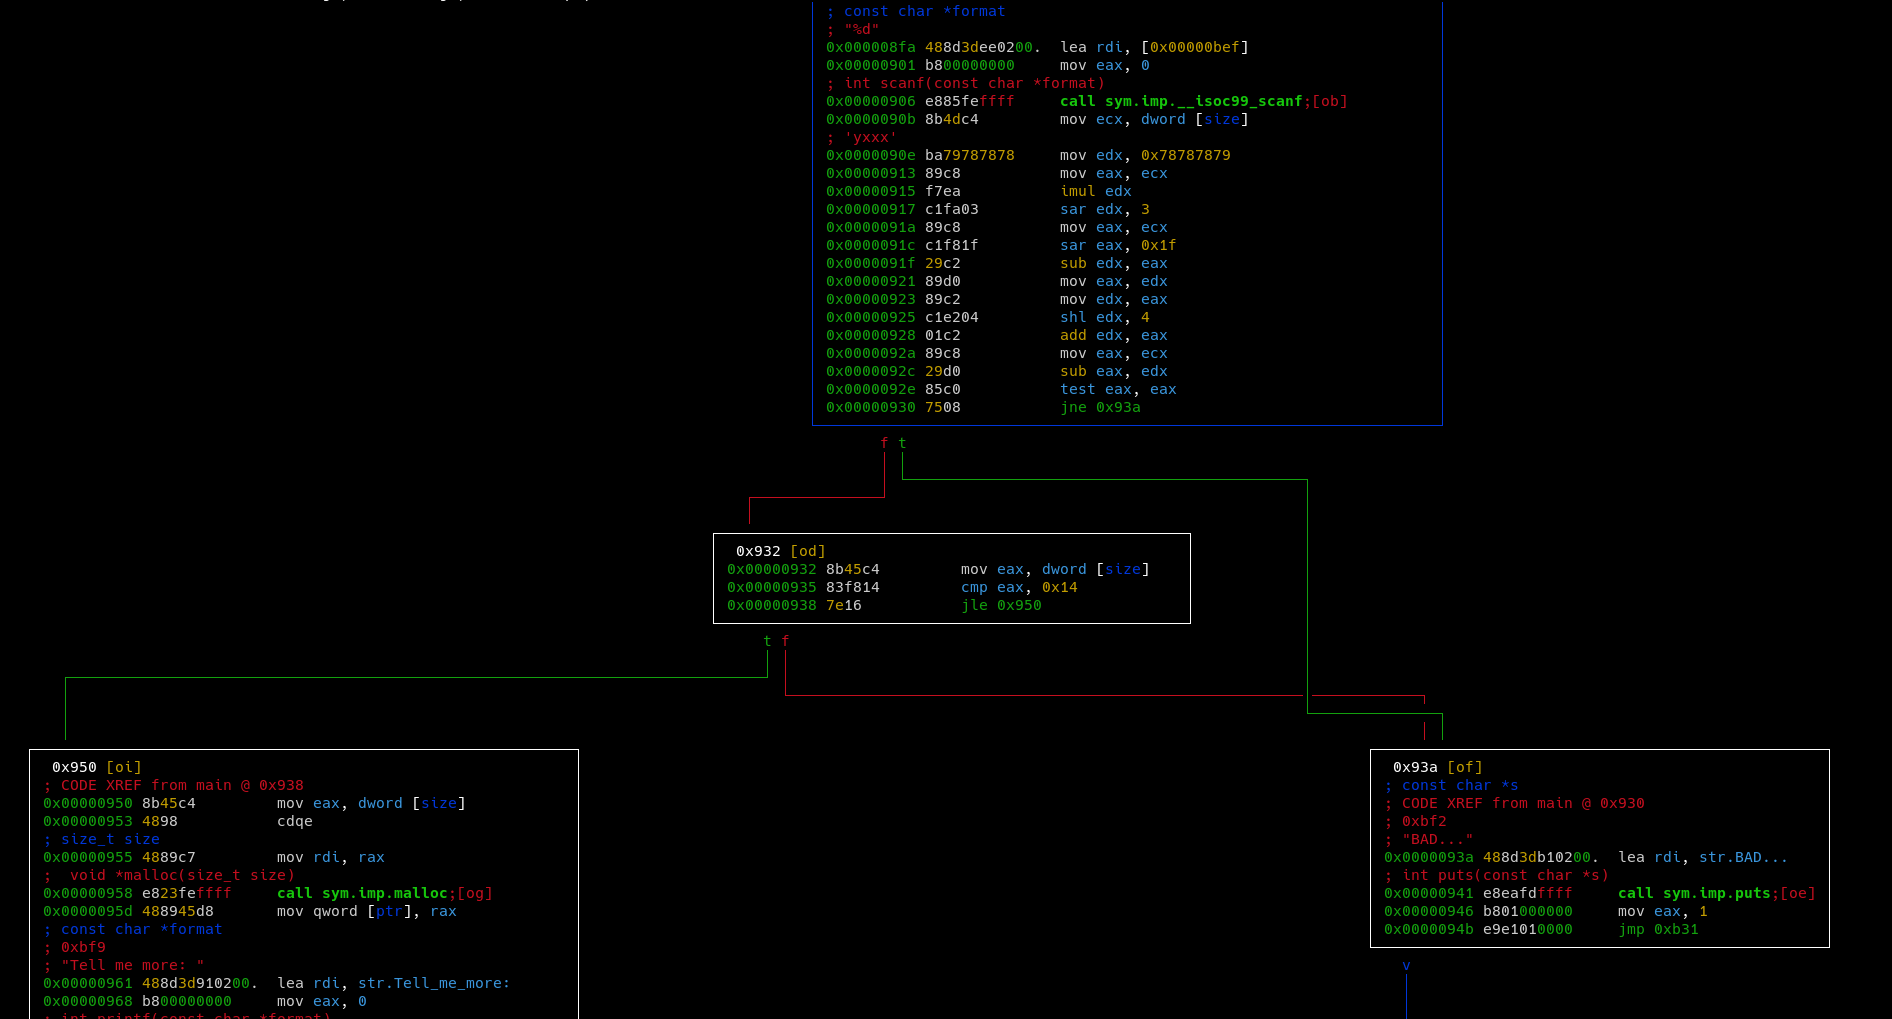 ; const char *format
; "%d"
0x000008fa 488d3dee0200.  lea rdi, [0x00000bef]
0x00000901 b800000000     mov eax, 0
; int scanf(const char *format)
0x00000906 e885feffff     call sym.imp.__isoc99_scanf;[ob]
0x0000090b 8b4dc4         mov ecx, dword [size]
; 'yxxx'
0x0000090e ba79787878     mov edx, 0x78787879
0x00000913 89c8           mov eax, ecx
0x00000915 f7ea           imul edx
0x00000917 c1fa03         sar edx, 3
0x0000091a 89c8           mov eax, ecx
0x0000091c c1f81f         sar eax, 0x1f
0x0000091f 29c2           sub edx, eax
0x00000921 89d0           mov eax, edx
0x00000923 89c2           mov edx, eax
0x00000925 c1e204         shl edx, 4
0x00000928 01c2           add edx, eax
0x0000092a 89c8           mov eax, ecx
0x0000092c 29d0           sub eax, edx
0x0000092e 85c0           test eax, eax
0x00000930 7508           jne 0x93a
f t
0x932 [od]
0x00000932 8b45c4         mov eax, dword [size]
0x00000935 83f814         cmp eax, 0x14
0x00000938 7e16           jle 0x950
t f
0x950 [oi]
; CODE XREF from main @ 0x938
0x00000950 8b45c4         mov eax, dword [size]
0x00000953 4898           cdqe
; size_t size
0x00000955 4889c7         mov rdi, rax
;  void *malloc(size_t size)
0x00000958 e823feffff     call sym.imp.malloc;[og]
0x0000095d 488945d8       mov qword [ptr], rax
; const char *format
; 0xbf9
; "Tell me more: "
0x00000961 488d3d910200.  lea rdi, str.Tell_me_more:
0x00000968 b800000000     mov eax, 0
; int printf(const char *format)
0x93a [of]
; const char *s
; CODE XREF from main @ 0x930
; 0xbf2
; "BAD..."
0x0000093a 488d3db10200.  lea rdi, str.BAD...
; int puts(const char *s)
0x00000941 e8eafdffff     call sym.imp.puts;[oe]
0x00000946 b801000000     mov eax, 1
0x0000094b e9e1010000     jmp 0xb31
v